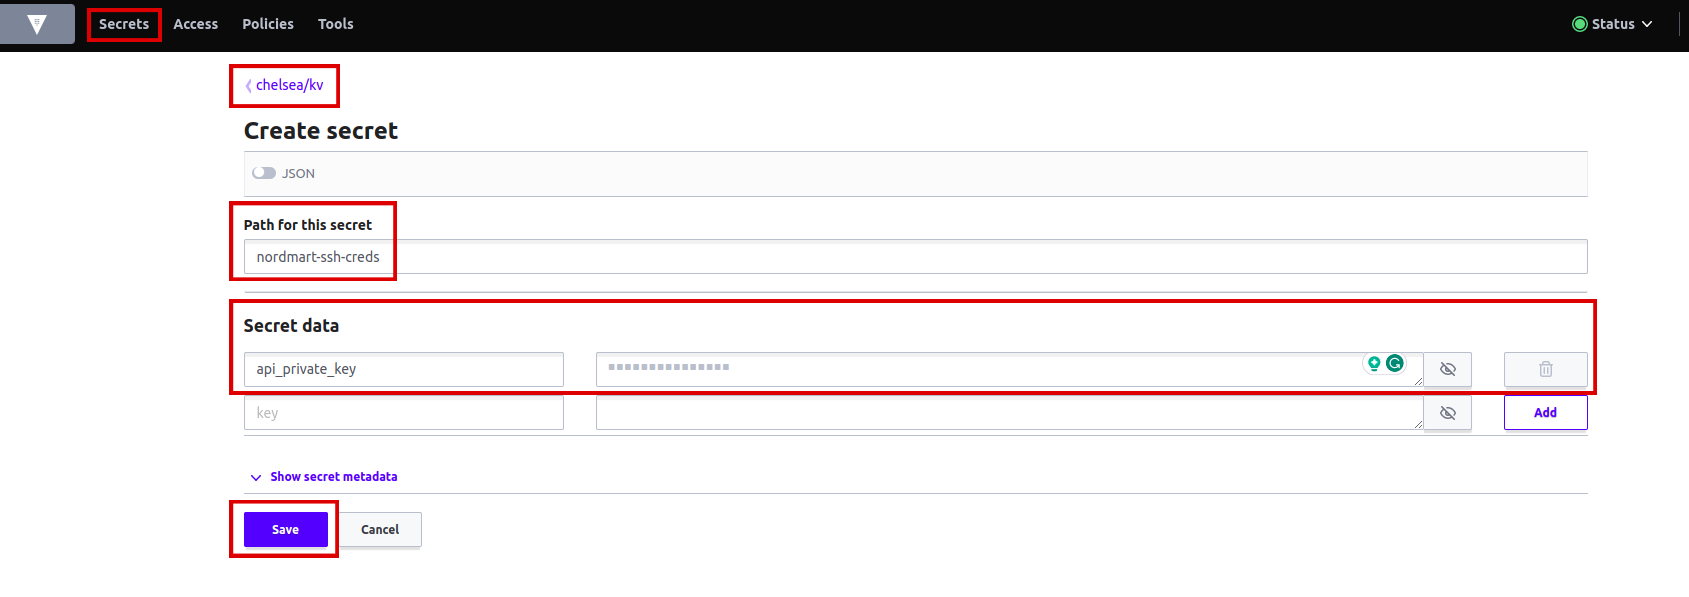 Secrets Access Policies Tools Status
chelsea/kv
Create secret
JSON
Path for this secret
nordmart-ssh-creds
Secret data
api_private_key
key Add
Show secret metadata
Save Cancel